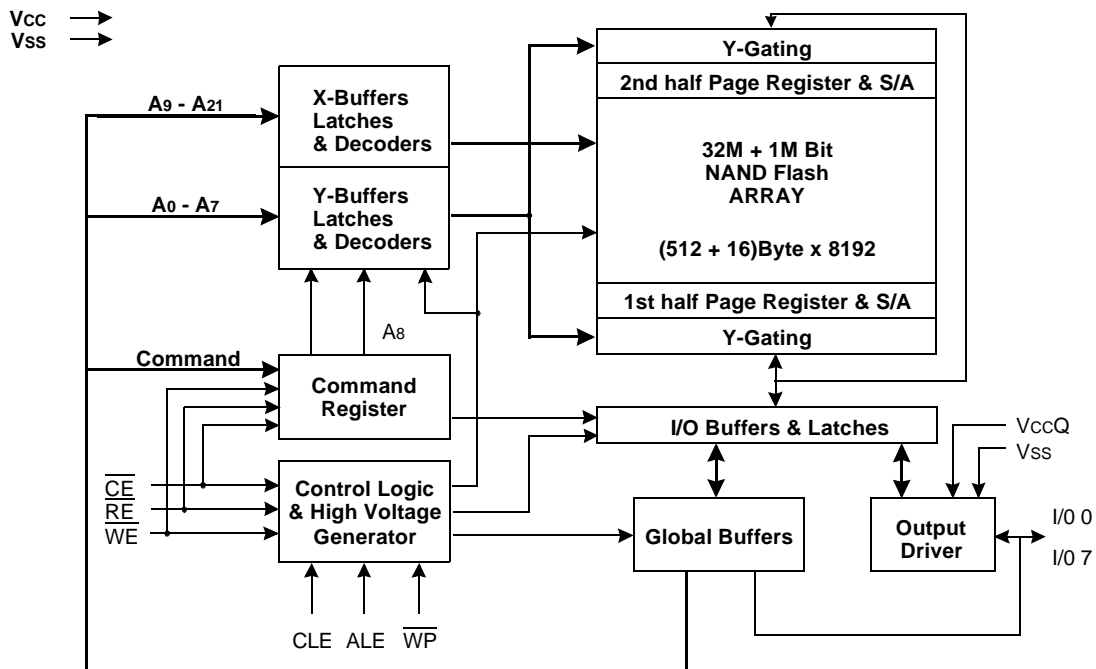 VCC
VSS
A9 - A21
X-Buffers
Latches
& Decoders
A0 - A7
Y-Buffers
Latches
& Decoders
A8
Y-Gating
2nd half Page Register & S/A
32M + 1M Bit
NAND Flash
ARRAY
(512 + 16)Byte x 8192
1st half Page Register & S/A
Y-Gating
Command
Command
Register
I/O Buffers & Latches
VCCQ
VSS
CE
RE
WE
Control Logic
& High Voltage
Generator
Global Buffers
Output
Driver
I/0 0
I/0 7
CLE
ALE
WP